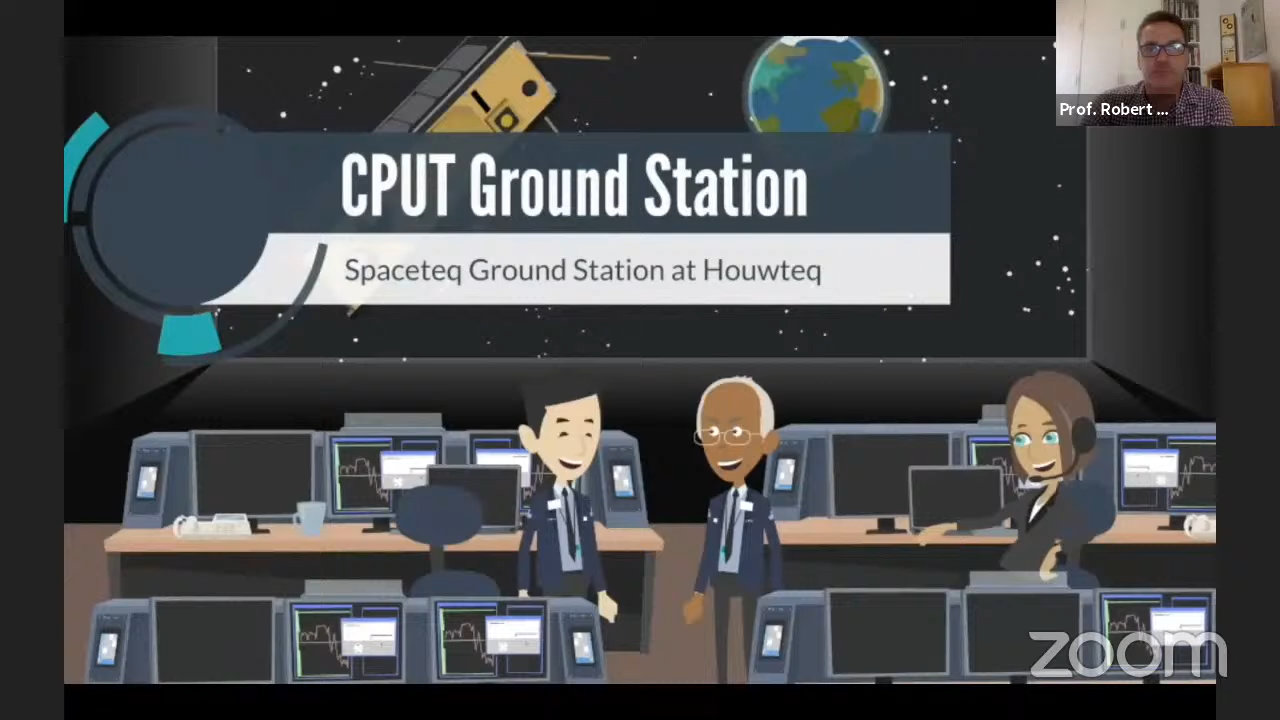 Prof. Robert ...
CPUT Ground Station
Spaceteq Ground Station at Houwteq
zoom